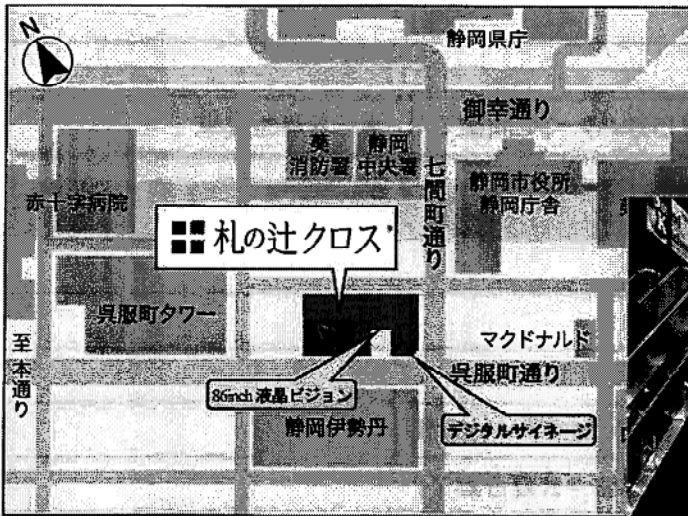 N
静岡県庁
御幸通り
葵
消防署
静岡
中央署
七間町通り
静岡市役所
静岡庁舎
赤十字病院
札の辻クロス
呉服町タワー
マクドナルド
至本通り
呉服町通り
86inch 液晶ビジョン
静岡伊勢丹
デジタルサイネージ